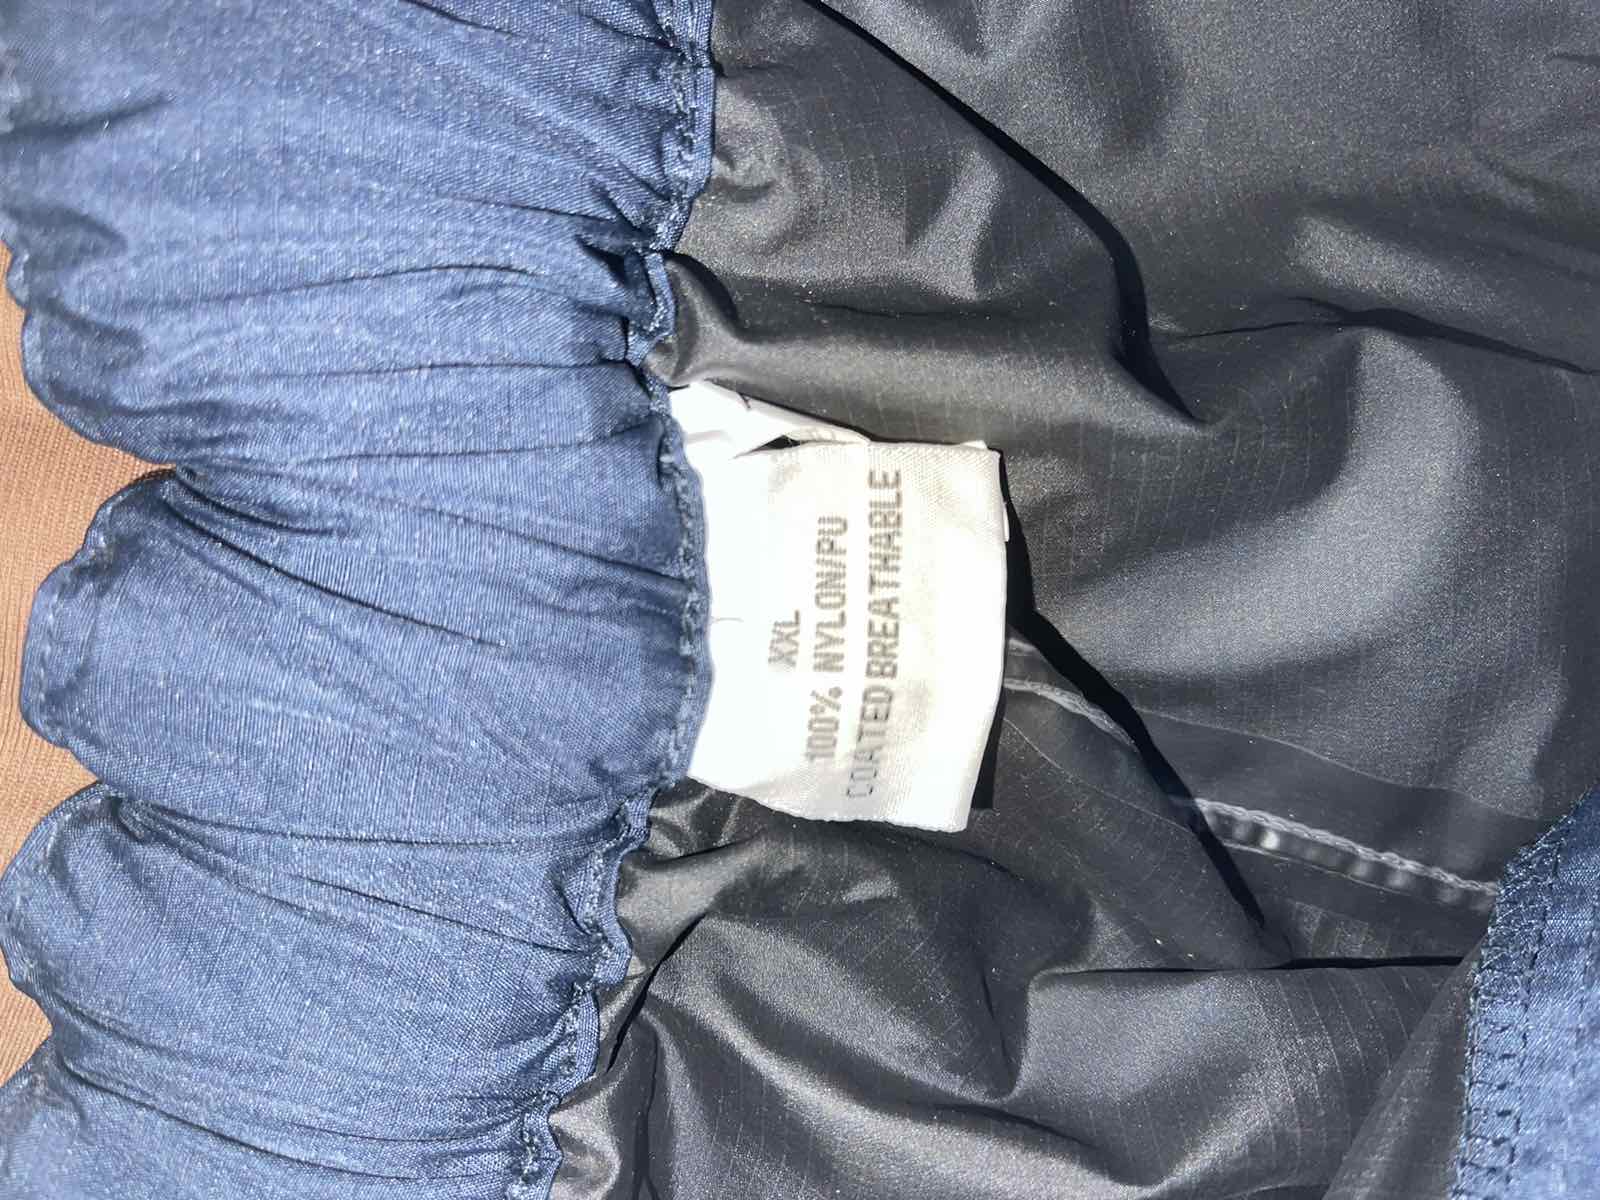 XXL
100% NYLON/PU
COATED BREATHABLE